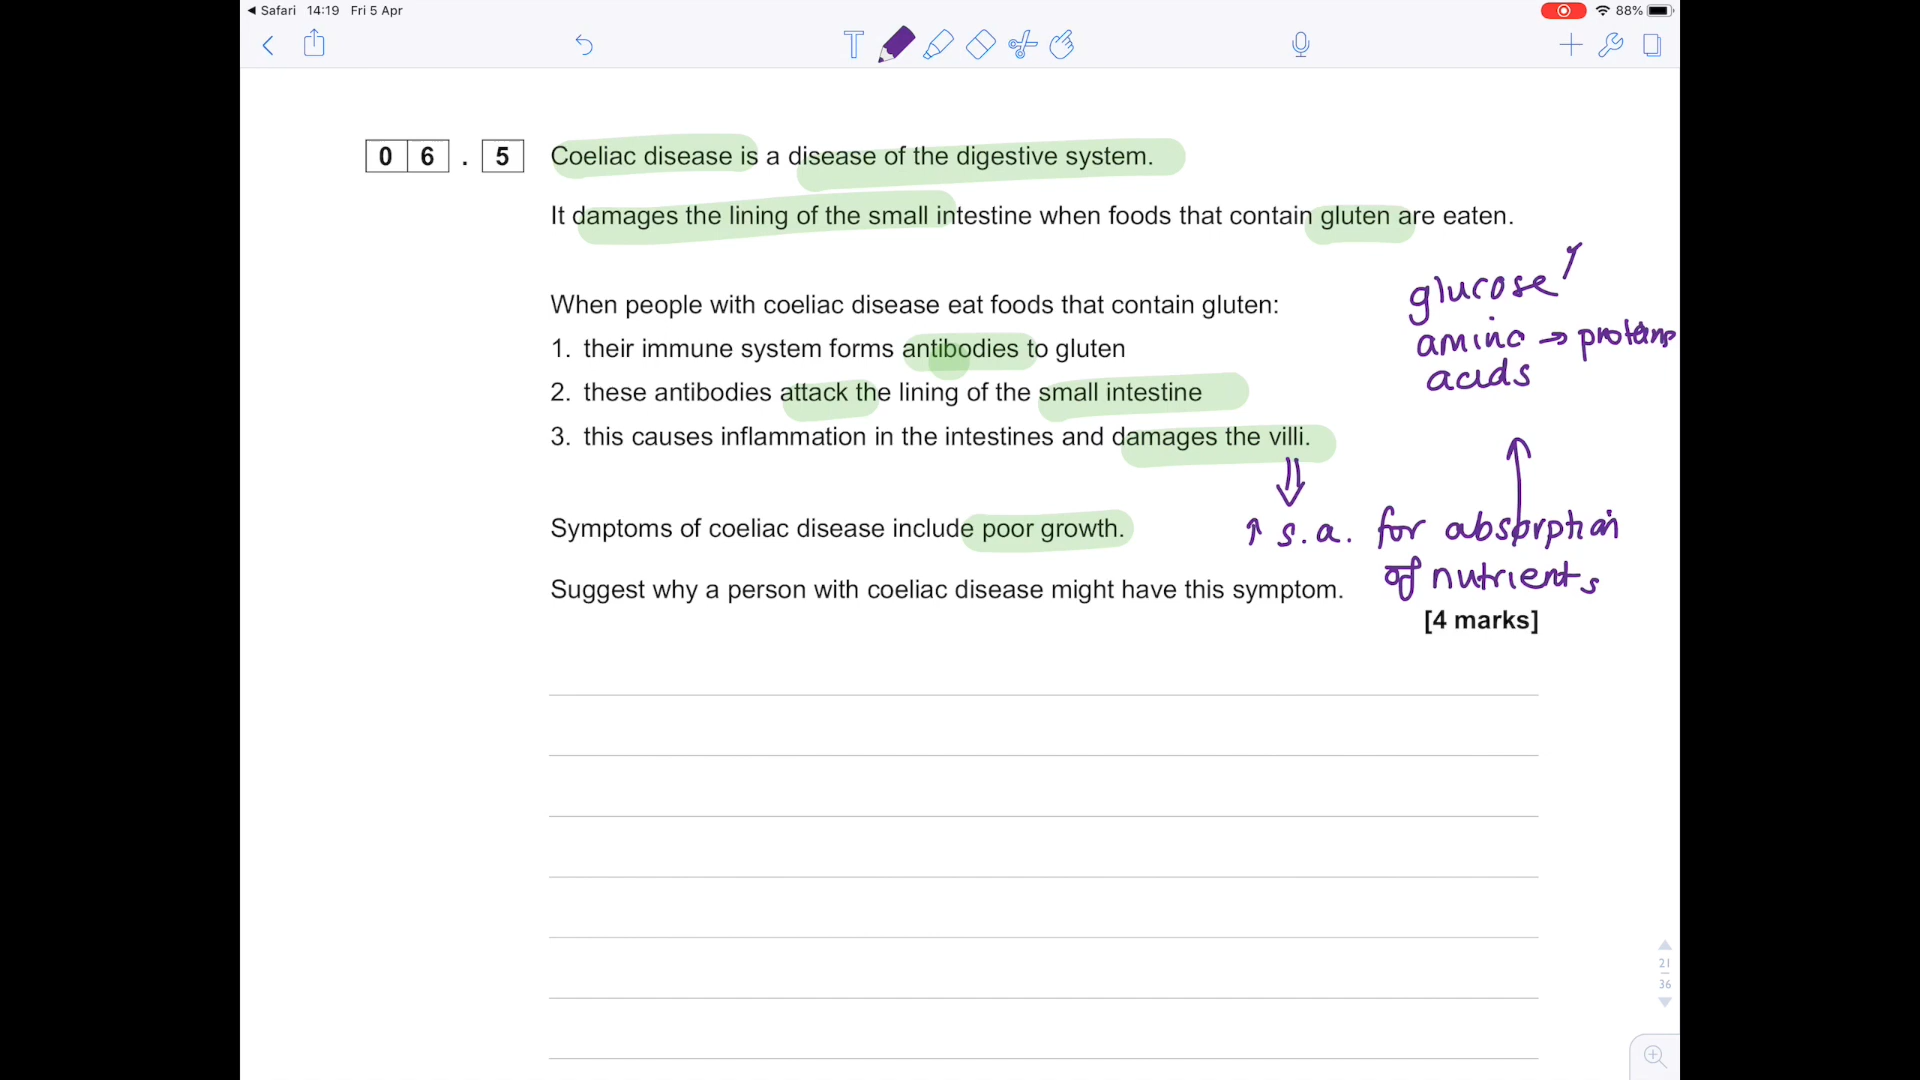 Safari 14:19 Fri 5 Apr
88%
T
0 6 . 5 Coeliac disease is a disease of the digestive system.
It damages the lining of the small intestine when foods that contain gluten are eaten.
When people with coeliac disease eat foods that contain gluten:
1. their immune system forms antibodies to gluten
2. these antibodies attack the lining of the small intestine
3. this causes inflammation in the intestines and damages the villi.
glucose
amino → proteins
acids
Symptoms of coeliac disease include poor growth.
↑ s.a. for absorption
of nutrients
Suggest why a person with coeliac disease might have this symptom.
[4 marks]
21
36